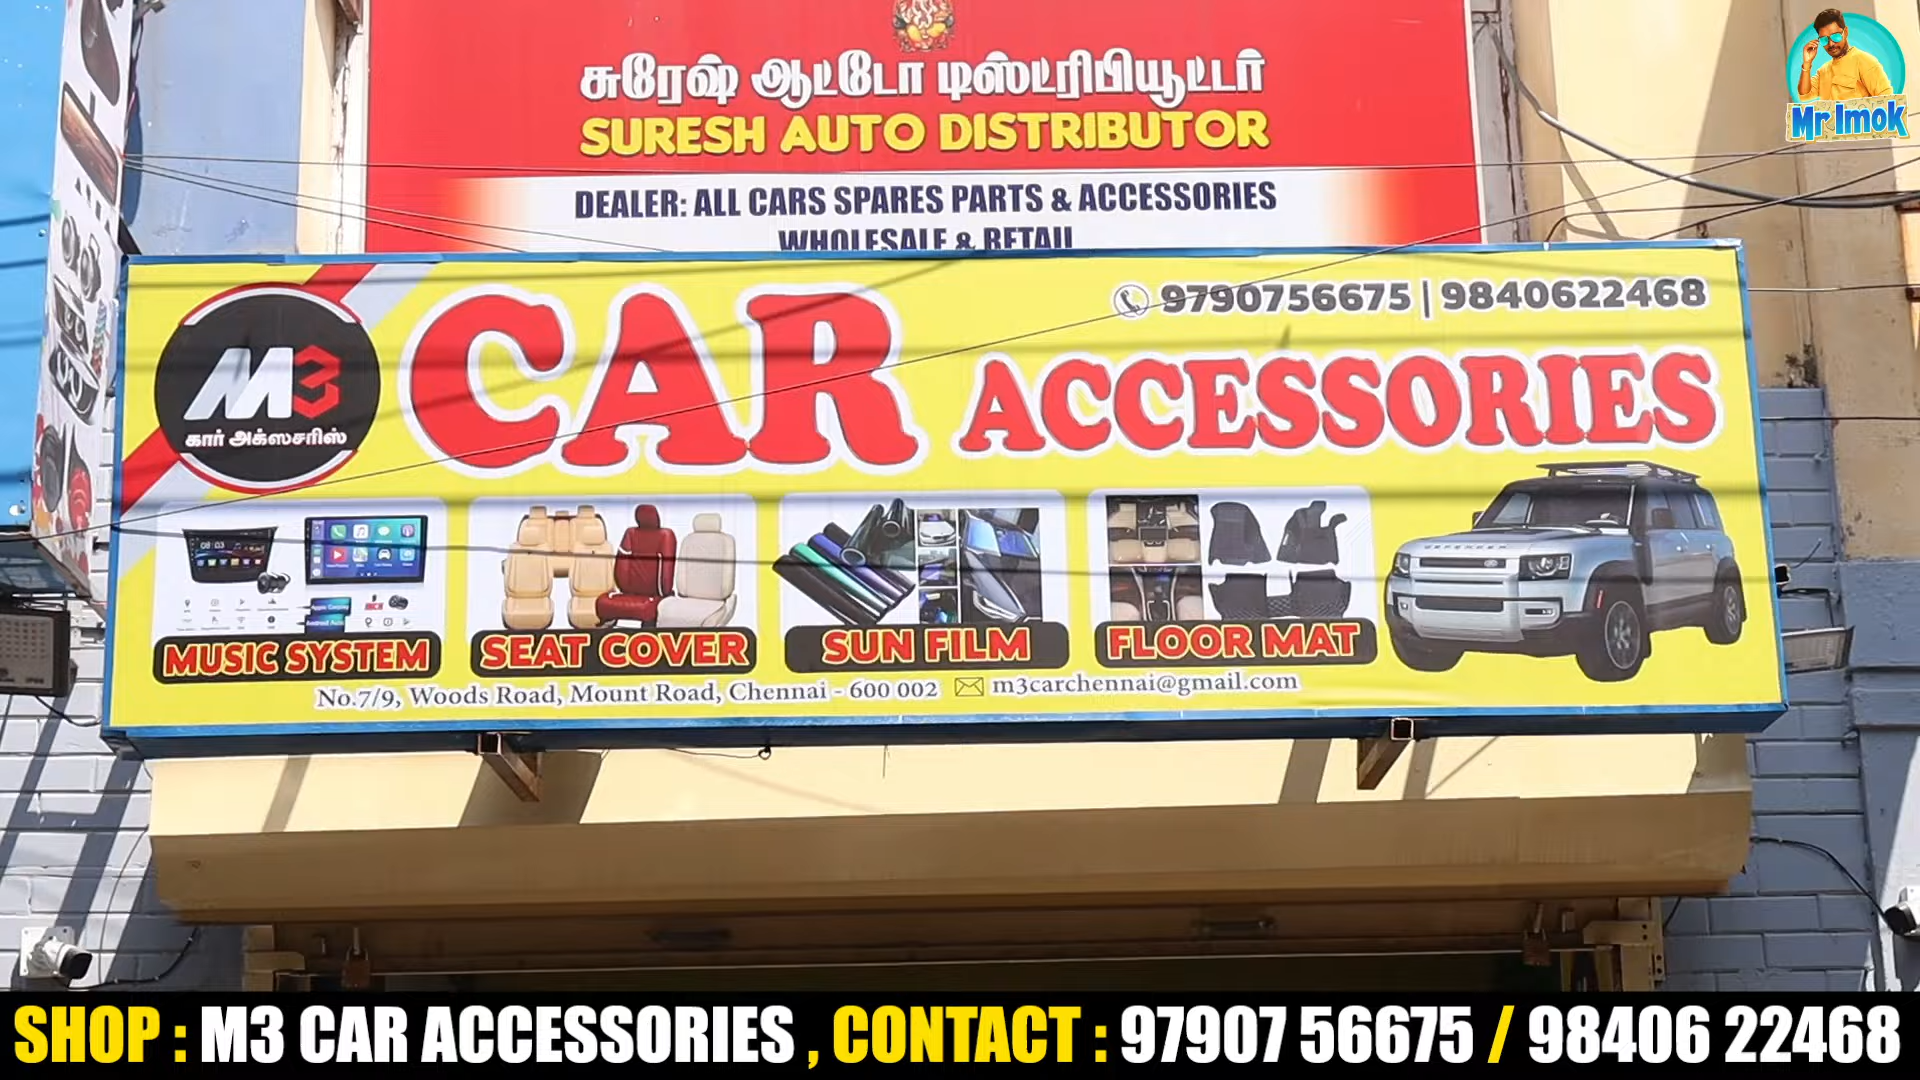 சுரேஷ் ஆட்டோ டிஸ்ட்ரிபியூட்டர்
SURESH AUTO DISTRIBUTOR
DEALER: ALL CARS SPARES PARTS & ACCESSORIES
WHOLESALE & RETAIL
Mr Imok
9790756675 | 9840622468
M3
கார் அக்ஸசரிஸ்
CAR ACCESSORIES
MUSIC SYSTEM
SEAT COVER
SUN FILM
FLOOR MAT
No.7/9, Woods Road, Mount Road, Chennai - 600 002 m3carchennai@gmail.com
SHOP : M3 CAR ACCESSORIES , CONTACT : 97907 56675 / 98406 22468